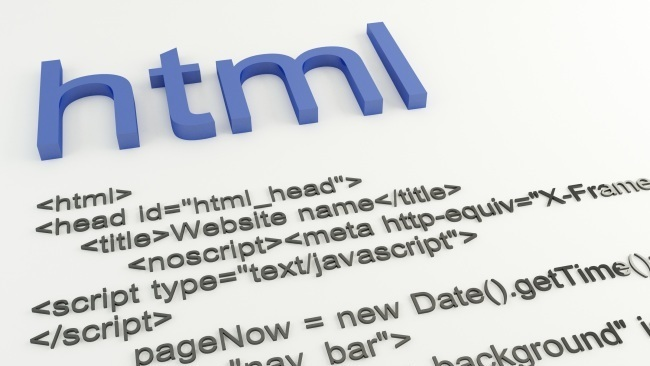 html
<html>
<head id="html_head">
<title>Website name</title>
<noscript><meta http-equiv="X-Frame
<script type="text/javascript">
</script>
pageNow = new Date().getTime()
"nav_bar">
background"